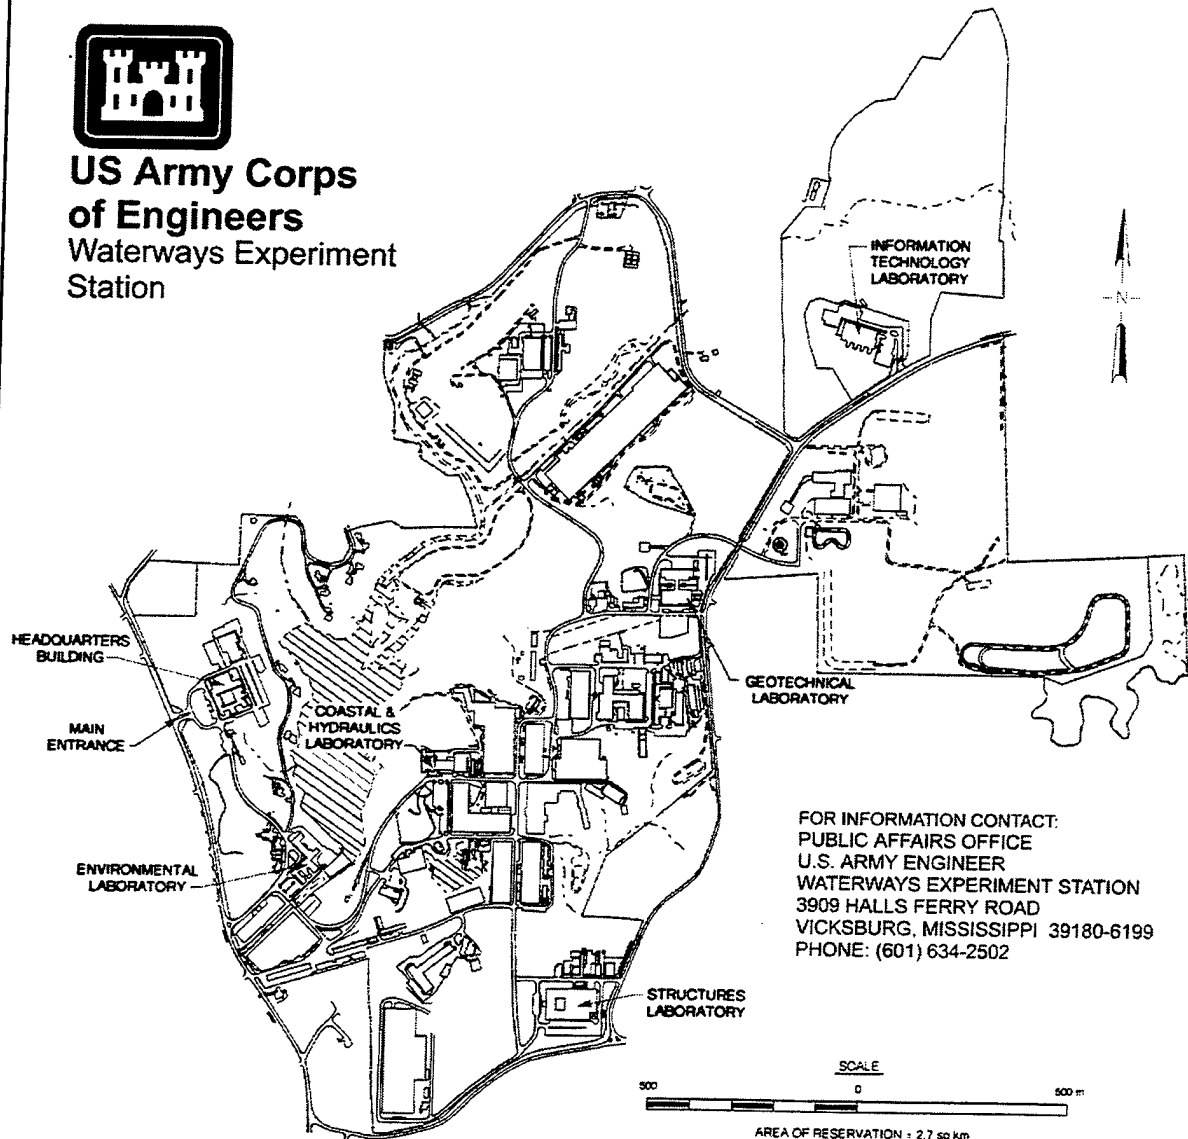 US Army Corps
of Engineers
Waterways Experiment
Station
INFORMATION
TECHNOLOGY
LABORATORY
N
HEADQUARTERS
BUILDING
MAIN
ENTRANCE
COASTAL &
HYDRAULICS
LABORATORY
GEOTECHNICAL
LABORATORY
ENVIRONMENTAL
LABORATORY
FOR INFORMATION CONTACT:
PUBLIC AFFAIRS OFFICE
U.S. ARMY ENGINEER
WATERWAYS EXPERIMENT STATION
3909 HALLS FERRY ROAD
VICKSBURG, MISSISSIPPI 39180-6199
PHONE: (601) 634-2502
STRUCTURES
LABORATORY
SCALE
500 0 500 m
AREA OF RESERVATION = 2.7 sq km